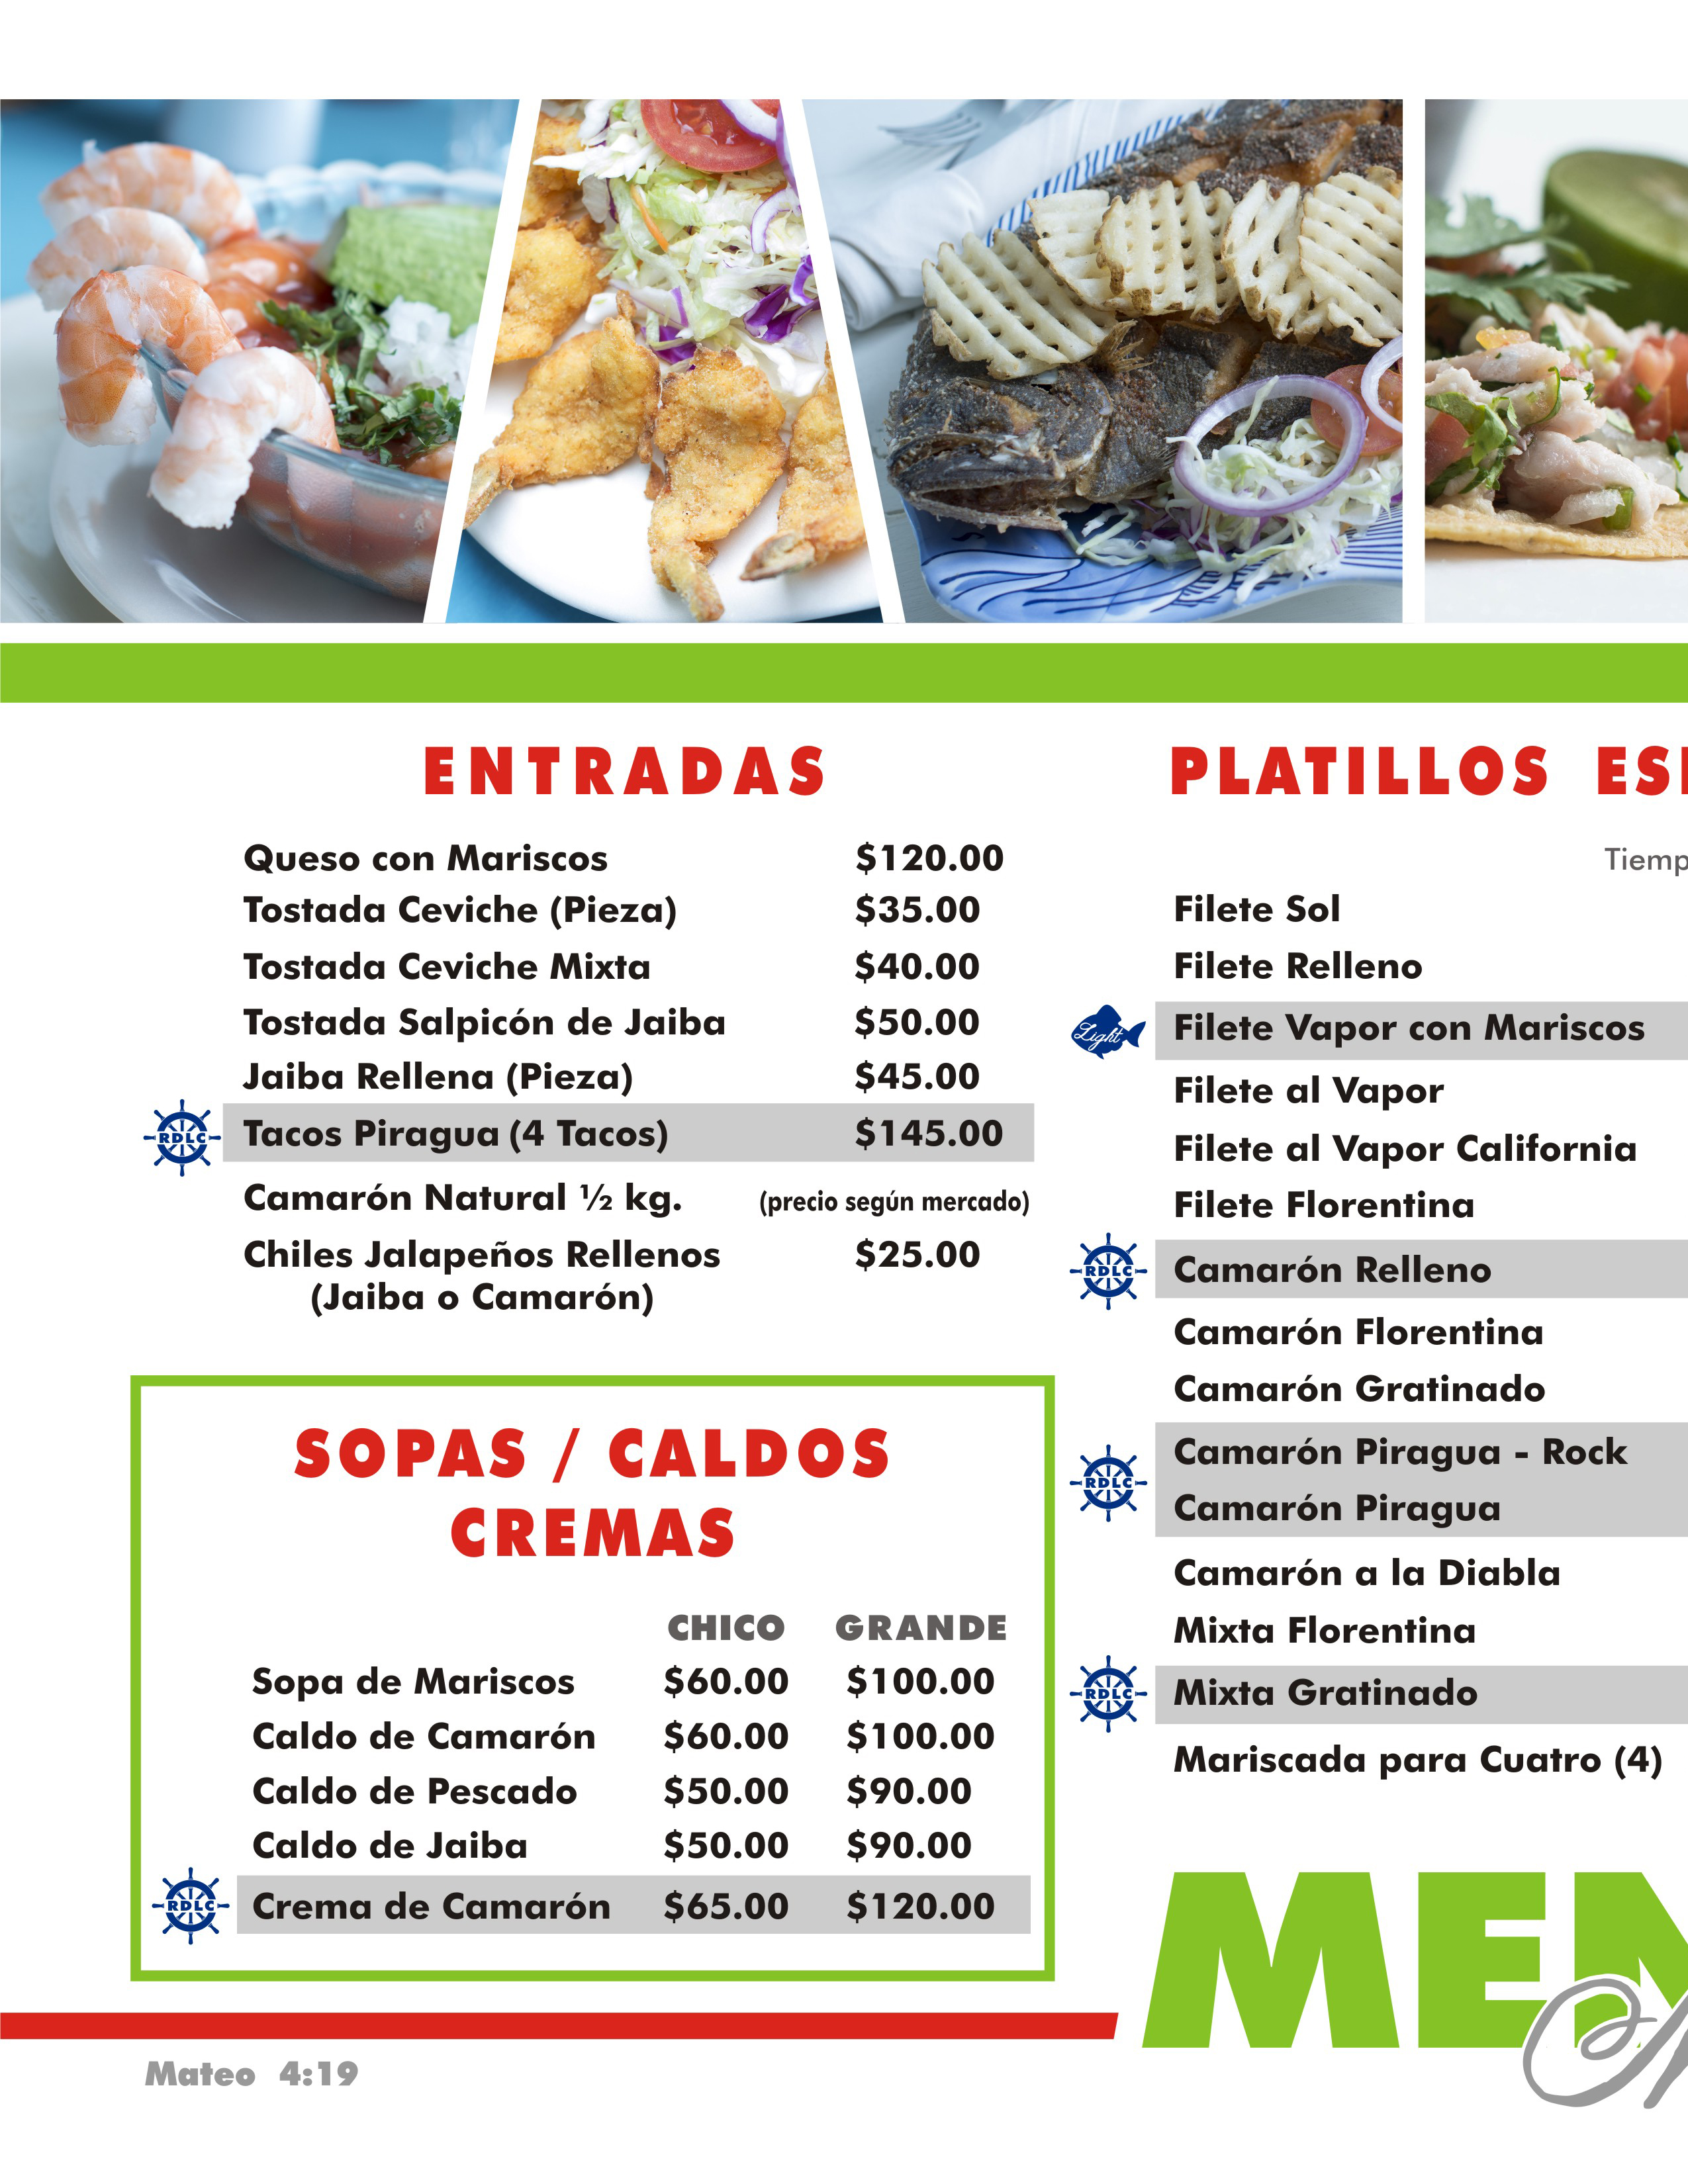 ENTRADAS
Queso con Mariscos $120.00
Tostada Ceviche (Pieza) $35.00
Tostada Ceviche Mixta $40.00
Tostada Salpicón de Jaiba $50.00
Jaiba Rellena (Pieza) $45.00
RDLC Tacos Piragua (4 Tacos) $145.00
Camarón Natural ½ kg. (precio según mercado)
Chiles Jalapeños Rellenos $25.00
(Jaiba o Camarón)
SOPAS / CALDOS
CREMAS
CHICO GRANDE
Sopa de Mariscos $60.00 $100.00
Caldo de Camarón $60.00 $100.00
Caldo de Pescado $50.00 $90.00
Caldo de Jaiba $50.00 $90.00
RDLC Crema de Camarón $65.00 $120.00
Mateo 4:19
PLATILLOS ES
Tiemp
Filete Sol
Filete Relleno
Light Filete Vapor con Mariscos
Filete al Vapor
Filete al Vapor California
Filete Florentina
RDLC Camarón Relleno
Camarón Florentina
Camarón Gratinado
Camarón Piragua - Rock
RDLC
Camarón Piragua
Camarón a la Diabla
Mixta Florentina
RDLC Mixta Gratinado
Mariscada para Cuatro (4)
MEN